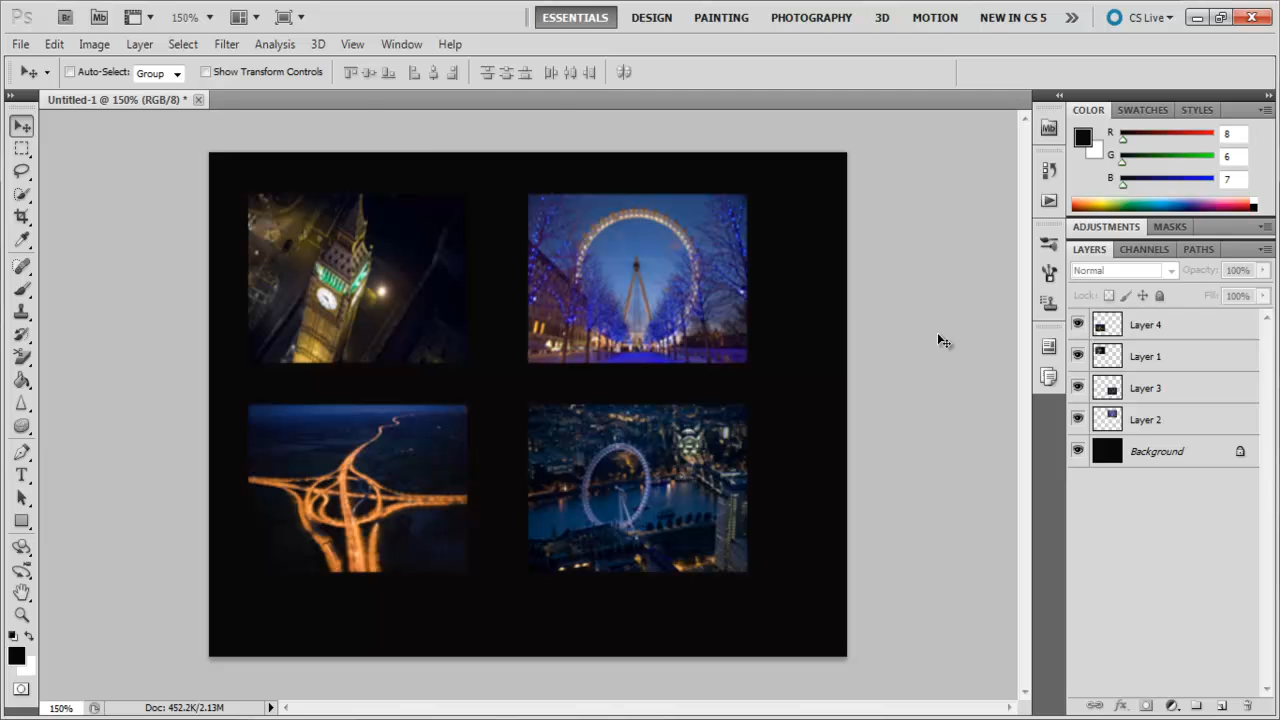 Ps Br Mb 150% ESSENTIALS DESIGN PAINTING PHOTOGRAPHY 3D MOTION NEW IN CS 5 CS Live
File Edit Image Layer Select Filter Analysis 3D View Window Help
Auto-Select: Group Show Transform Controls
Untitled-1 @ 150% (RGB/8) *
COLOR SWATCHES STYLES
Mb
R 8
G 6
B 7
ADJUSTMENTS MASKS
LAYERS CHANNELS PATHS
Normal Opacity: 100%
Lock: Fill: 100%
Layer 4
Layer 1
Layer 3
Layer 2
Background
T
150% Doc: 452.2K/2.13M
fx